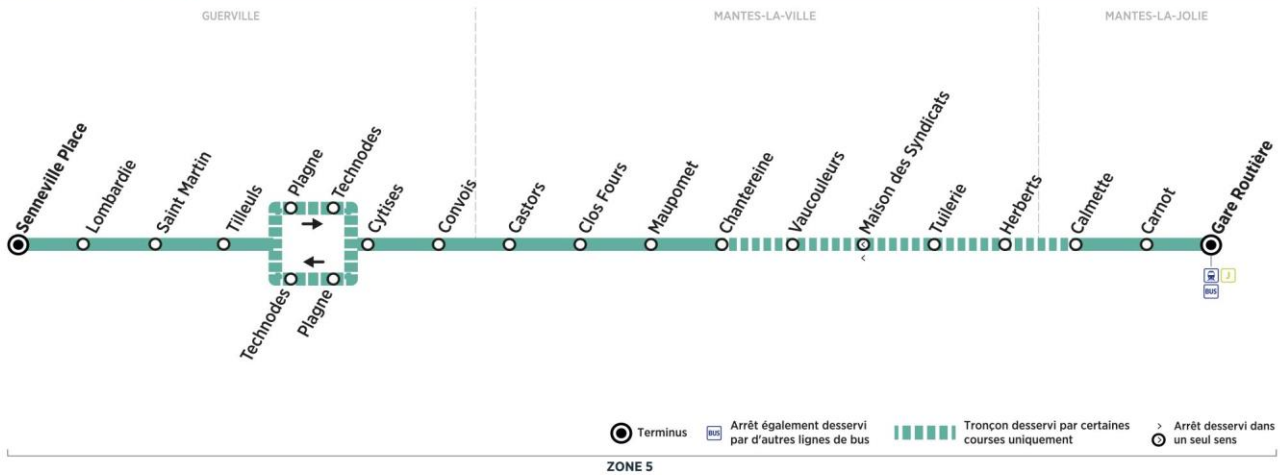 GUERVILLE
MANTES-LA-VILLE
MANTES-LA-JOLIE
Senneville Place
Lombardie
Saint Martin
Tilleuls
Plagne
Technodes
Technodes
Plagne
Cytises
Convois
Castors
Clos Fours
Maupomet
Chantereine
Vaucouleurs
Maison des Syndicats
Tuilerie
Herberts
Calmette
Carnot
Gare Routière
J
BUS
Terminus
BUS
Arrêt également desservi
par d'autres lignes de bus
Tronçon desservi par certaines
courses uniquement
Arrêt desservi dans
un seul sens
ZONE 5